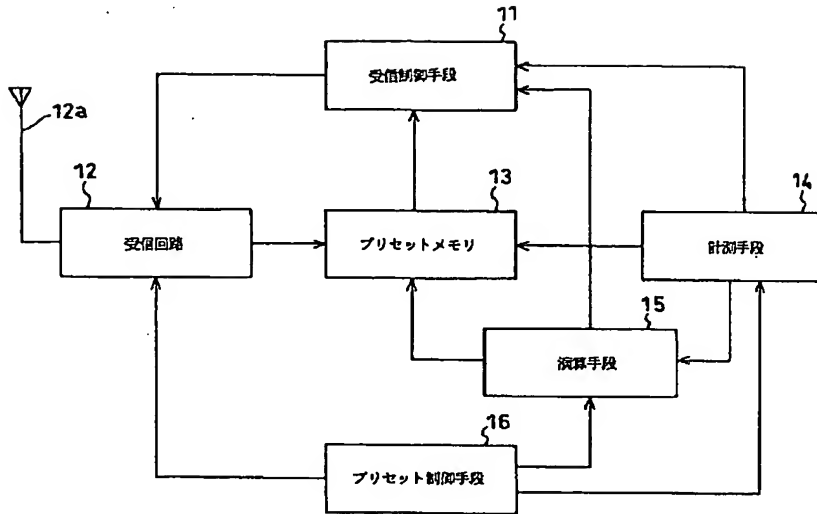 11
受信制御手段
12a
12
受信回路
13
プリセットメモリ
14
計測手段
15
演算手段
16
プリセット制御手段